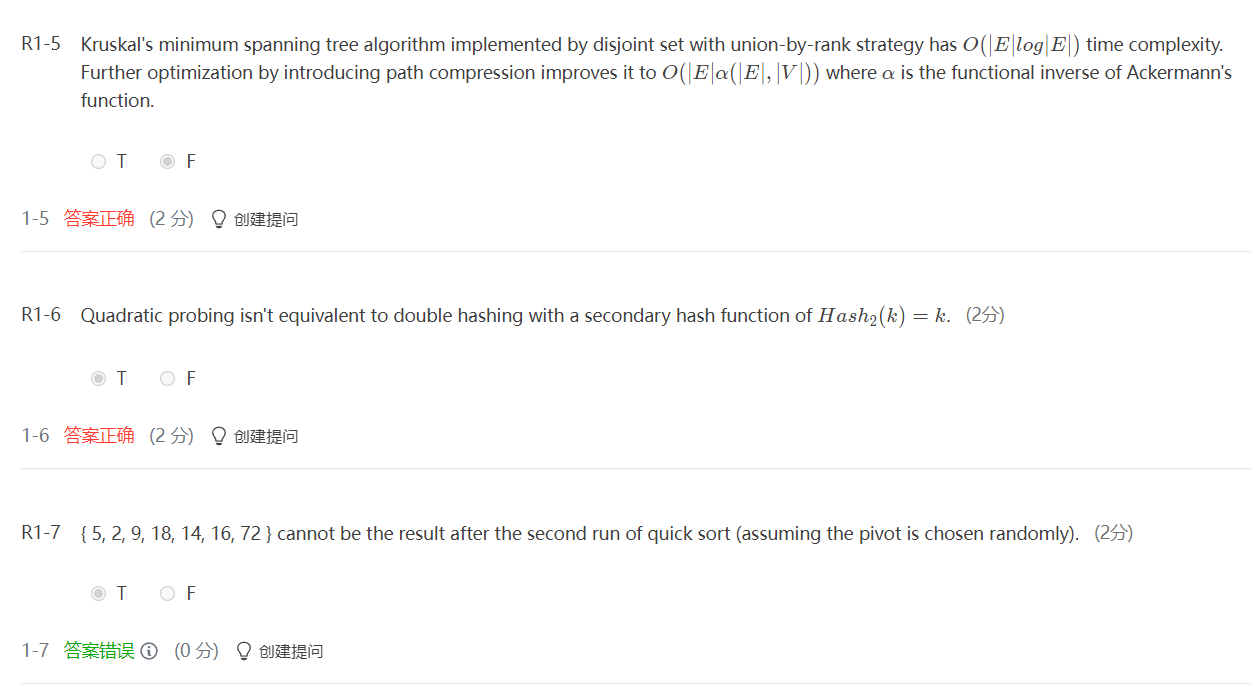 R1-5 Kruskal's minimum spanning tree algorithm implemented by disjoint set with union-by-rank strategy has O(|E|log|E|) time complexity.
Further optimization by introducing path compression improves it to O(|E|α(|E|,|V|)) where α is the functional inverse of Ackermann's
function.
T F
1-5 答案正确 (2 分) 创建提问
R1-6 Quadratic probing isn't equivalent to double hashing with a secondary hash function of Hash₂(k) = k. (2分)
T F
1-6 答案正确 (2 分) 创建提问
R1-7 { 5, 2, 9, 18, 14, 16, 72 } cannot be the result after the second run of quick sort (assuming the pivot is chosen randomly). (2分)
T F
1-7 答案错误 (0 分) 创建提问